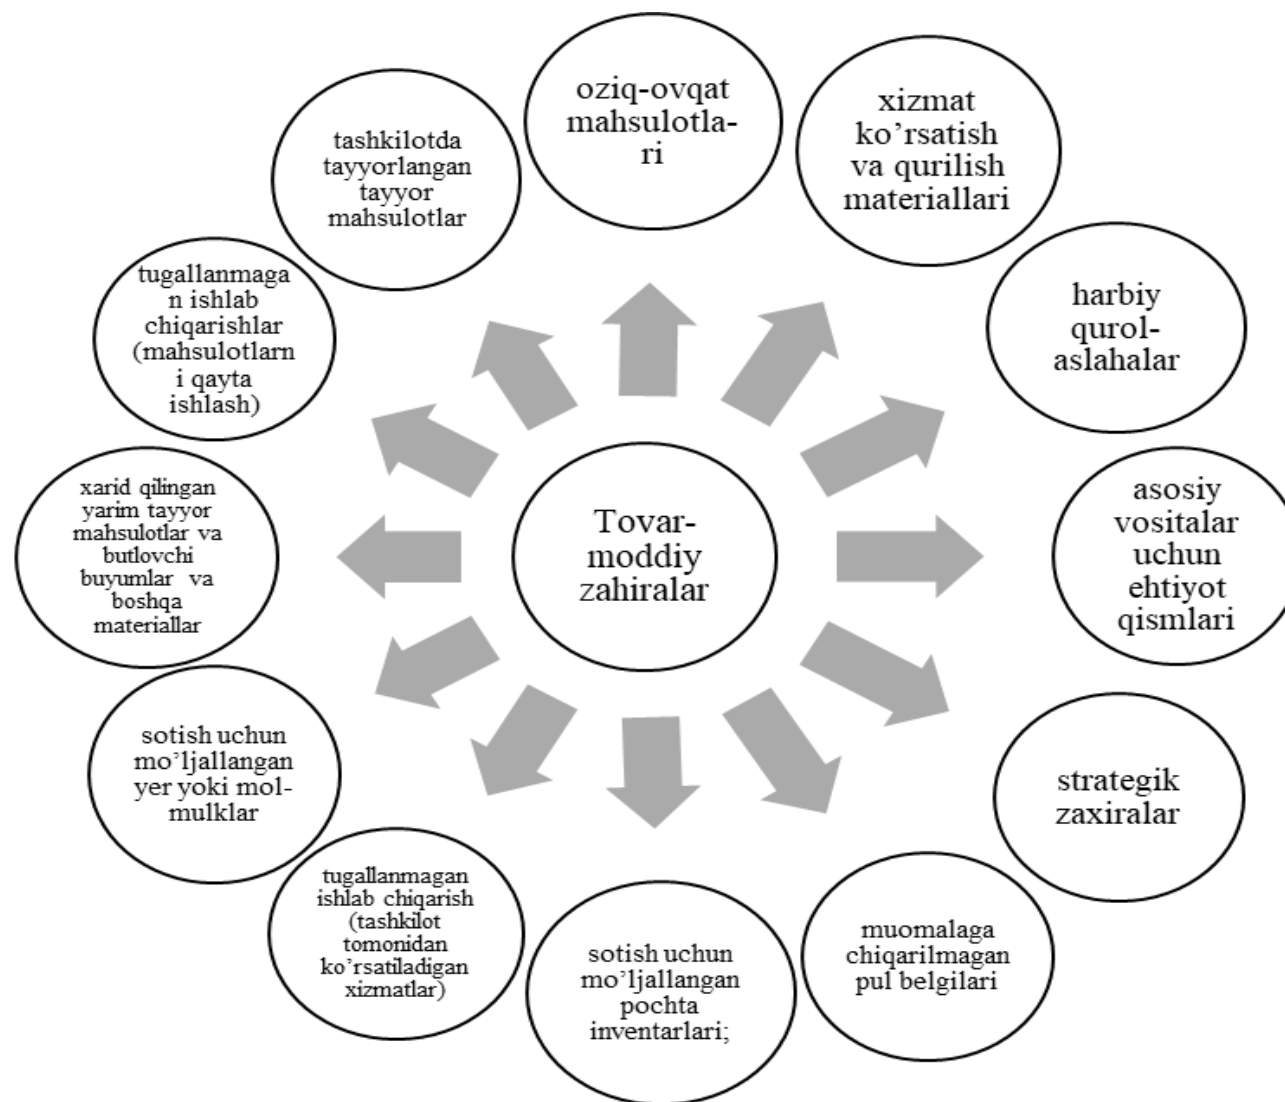 oziq-ovqat
mahsulotla-
ri
xizmat
ko’rsatish
va qurilish
materiallari
harbiy
qurol-
aslahalar
asosiy
vositalar
uchun
ehtiyot
qismlari
strategik
zaxiralar
muomalaga
chiqarilmagan
pul belgilari
sotish uchun
mo’ljallangan
pochta
inventarlari;
tugallanmagan
ishlab chiqarish
(tashkilot
tomonidan
ko’rsatiladigan
xizmatlar)
sotish uchun
mo’ljallangan
yer yoki mol-
mulklar
xarid qilingan
yarim tayyor
mahsulotlar va
butlovchi
buyumlar va
boshqa
materiallar
tugallanmaga
n ishlab
chiqarishlar
(mahsulotlarn
i qayta
ishlash)
tashkilotda
tayyorlangan
tayyor
mahsulotlar
Tovar-
moddiy
zahiralar